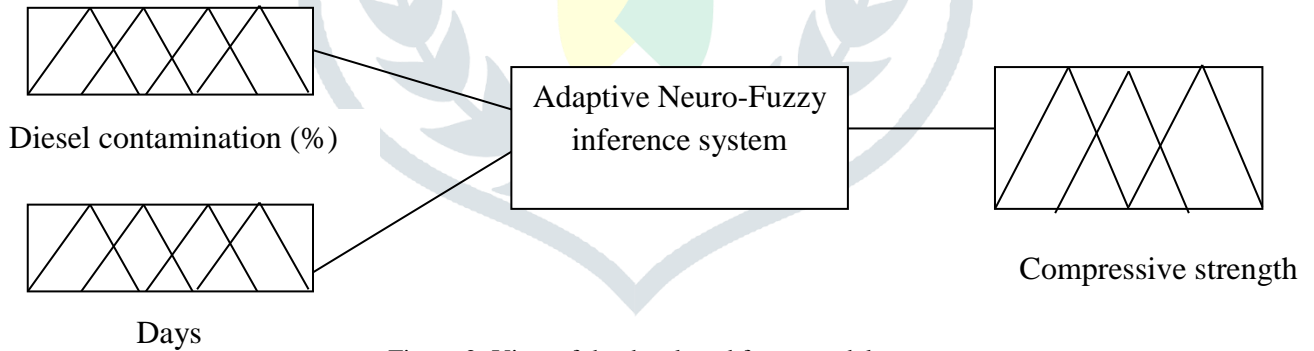 Adaptive Neuro-Fuzzy
inference system
Diesel contamination (%)
Compressive strength
Days